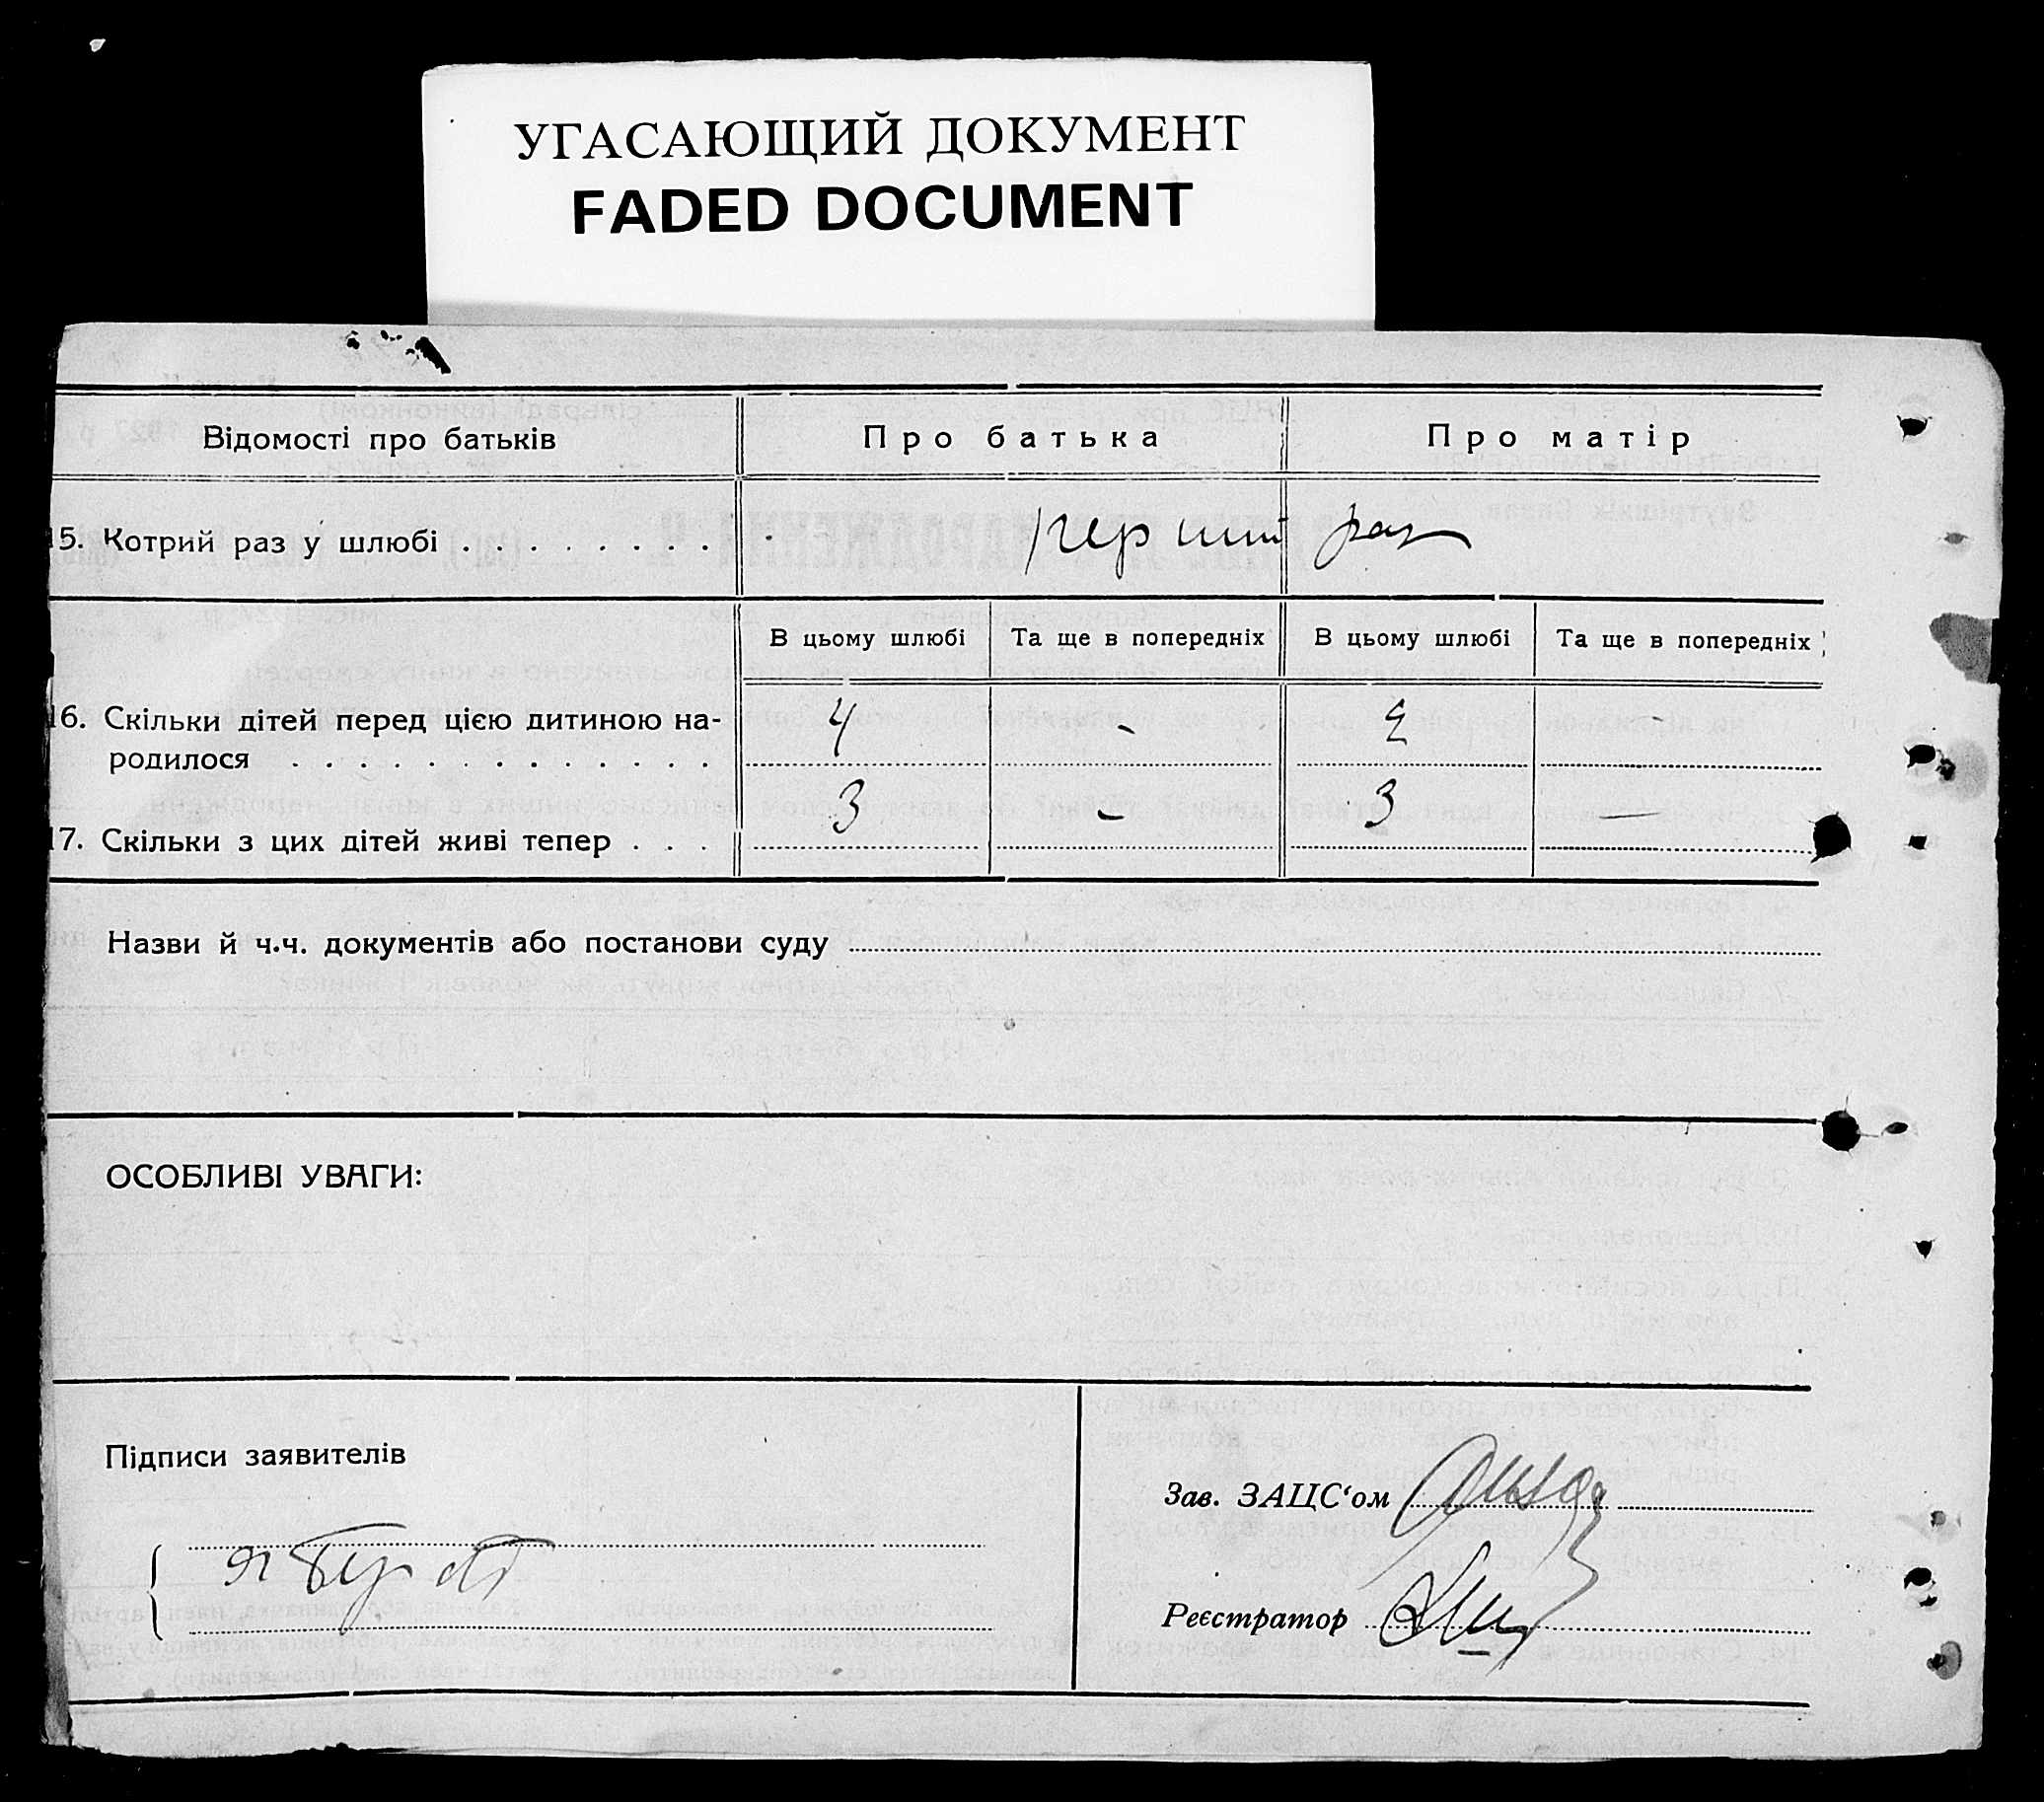 УГАСАЮЩИЙ ДОКУМЕНТ
FADED DOCUMENT
Відомості про батьків Про батька Про матір
15. Котрий раз у шлюбі . . . . . . . . перший раз
В цьому шлюбі Та ще в попередніх В цьому шлюбі Та ще в попередніх
16. Скільки дітей перед цією дитиною на- 4 - 4 -
родилося . . . . . . . . . . . . .
17. Скільки з цих дітей живі тепер . . . 3 - 3 —
Назви й ч.ч. документів або постанови суду
ОСОБЛИВІ УВАГИ:
Підписи заявителів
Зав. ЗАЦС‘ом
Реєстратор